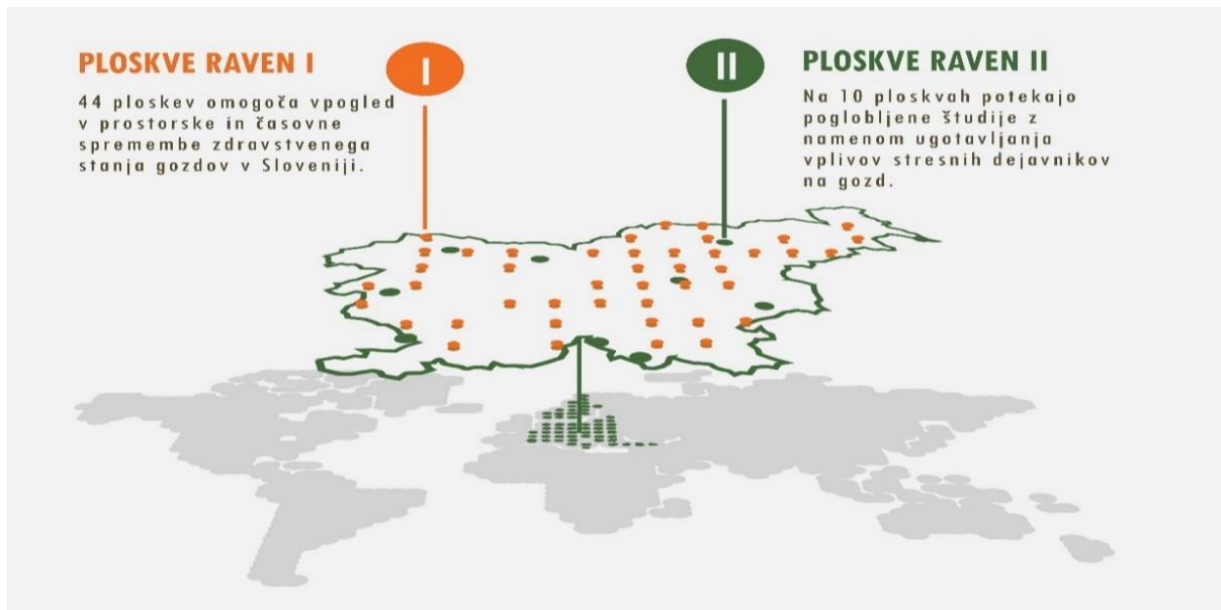 PLOSKVE RAVEN I
44 ploskev omogoča vpogled
v prostorske in časovne
spremembe zdravstvenega
stanja gozdov v Sloveniji.
I
II
PLOSKVE RAVEN II
Na 10 ploskvah potekajo
poglobljene študije z
namenom ugotavljanja
vplivov stresnih dejavnikov
na gozd.